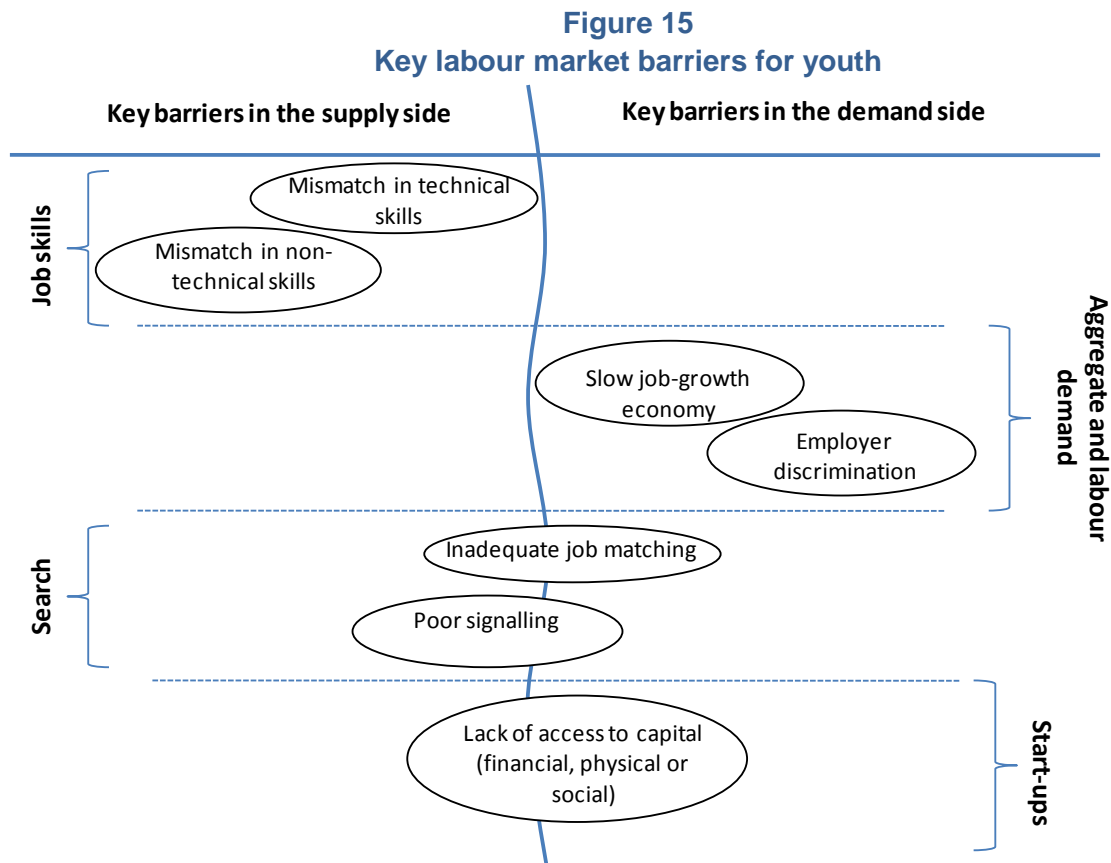 Figure 15
Key labour market barriers for youth
Key barriers in the supply side
Key barriers in the demand side
Job skills
Mismatch in technical
skills
Mismatch in non-
technical skills
Slow job-growth
economy
Employer
discrimination
Aggregate and labour
demand
Search
Inadequate job matching
Poor signalling
Lack of access to capital
(financial, physical or
social)
Start-ups